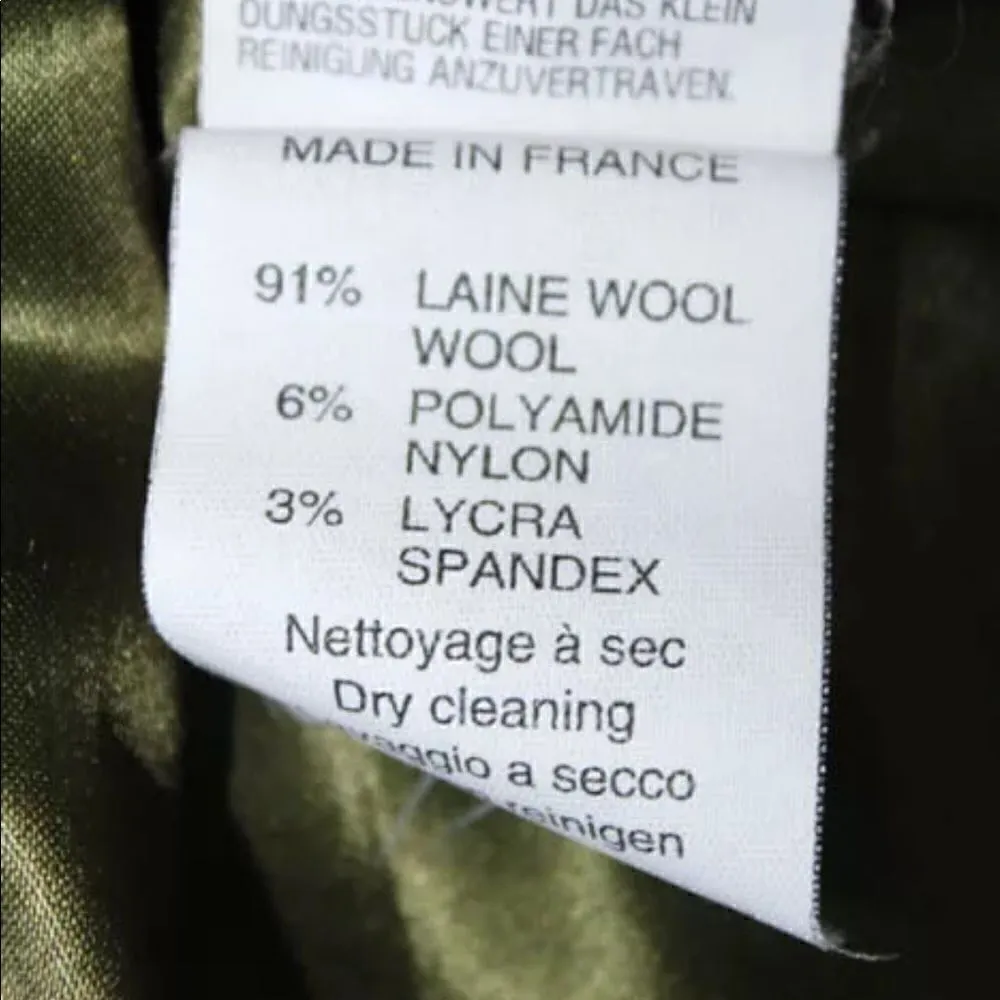 DAS KLEIN
DUNGSSTUCK EINER FACH
REINIGUNG ANZUVERTRAVEN.
MADE IN FRANCE
91% LAINE WOOL
WOOL
6% POLYAMIDE
NYLON
3% LYCRA
SPANDEX
Nettoyage à sec
Dry cleaning
a secco
reinigen